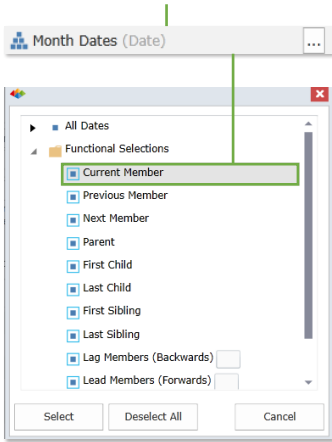 Month Dates (Date) ...
All Dates
Functional Selections
Current Member
Previous Member
Next Member
Parent
First Child
Last Child
First Sibling
Last Sibling
Lag Members (Backwards)
Lead Members (Forwards)
Select Deselect All Cancel